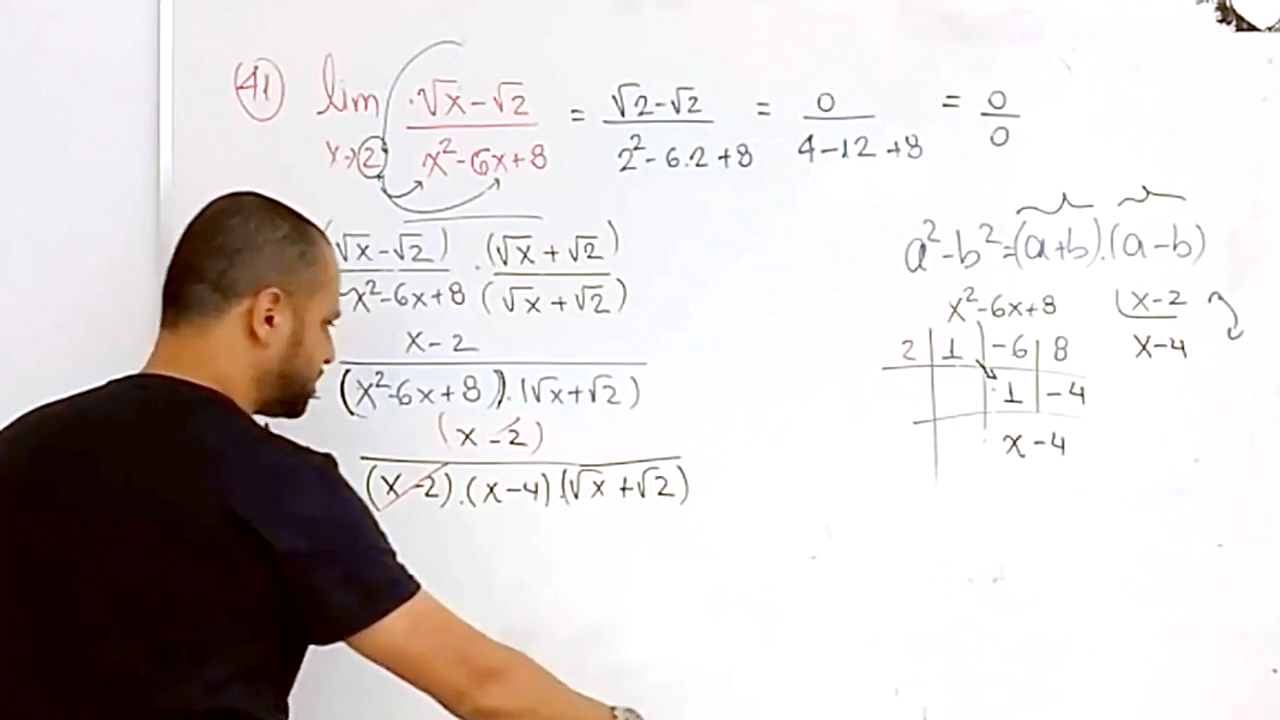 41 lim x→2 (√x − √2)/(x² − 6x + 8) = (√2 − √2)/(2² − 6.2 + 8) = 0/(4 − 12 + 8) = 0/0
(√x − √2)/(x² − 6x + 8) . (√x + √2)/(√x + √2)
(x − 2)/((x² − 6x + 8).(√x + √2))
(x − 2)/((x − 2).(x − 4).(√x + √2))
a² − b² = (a + b).(a − b)
x² − 6x + 8 | x − 2
x − 4
2 | 1 | −6 | 8
1 | −4
x − 4